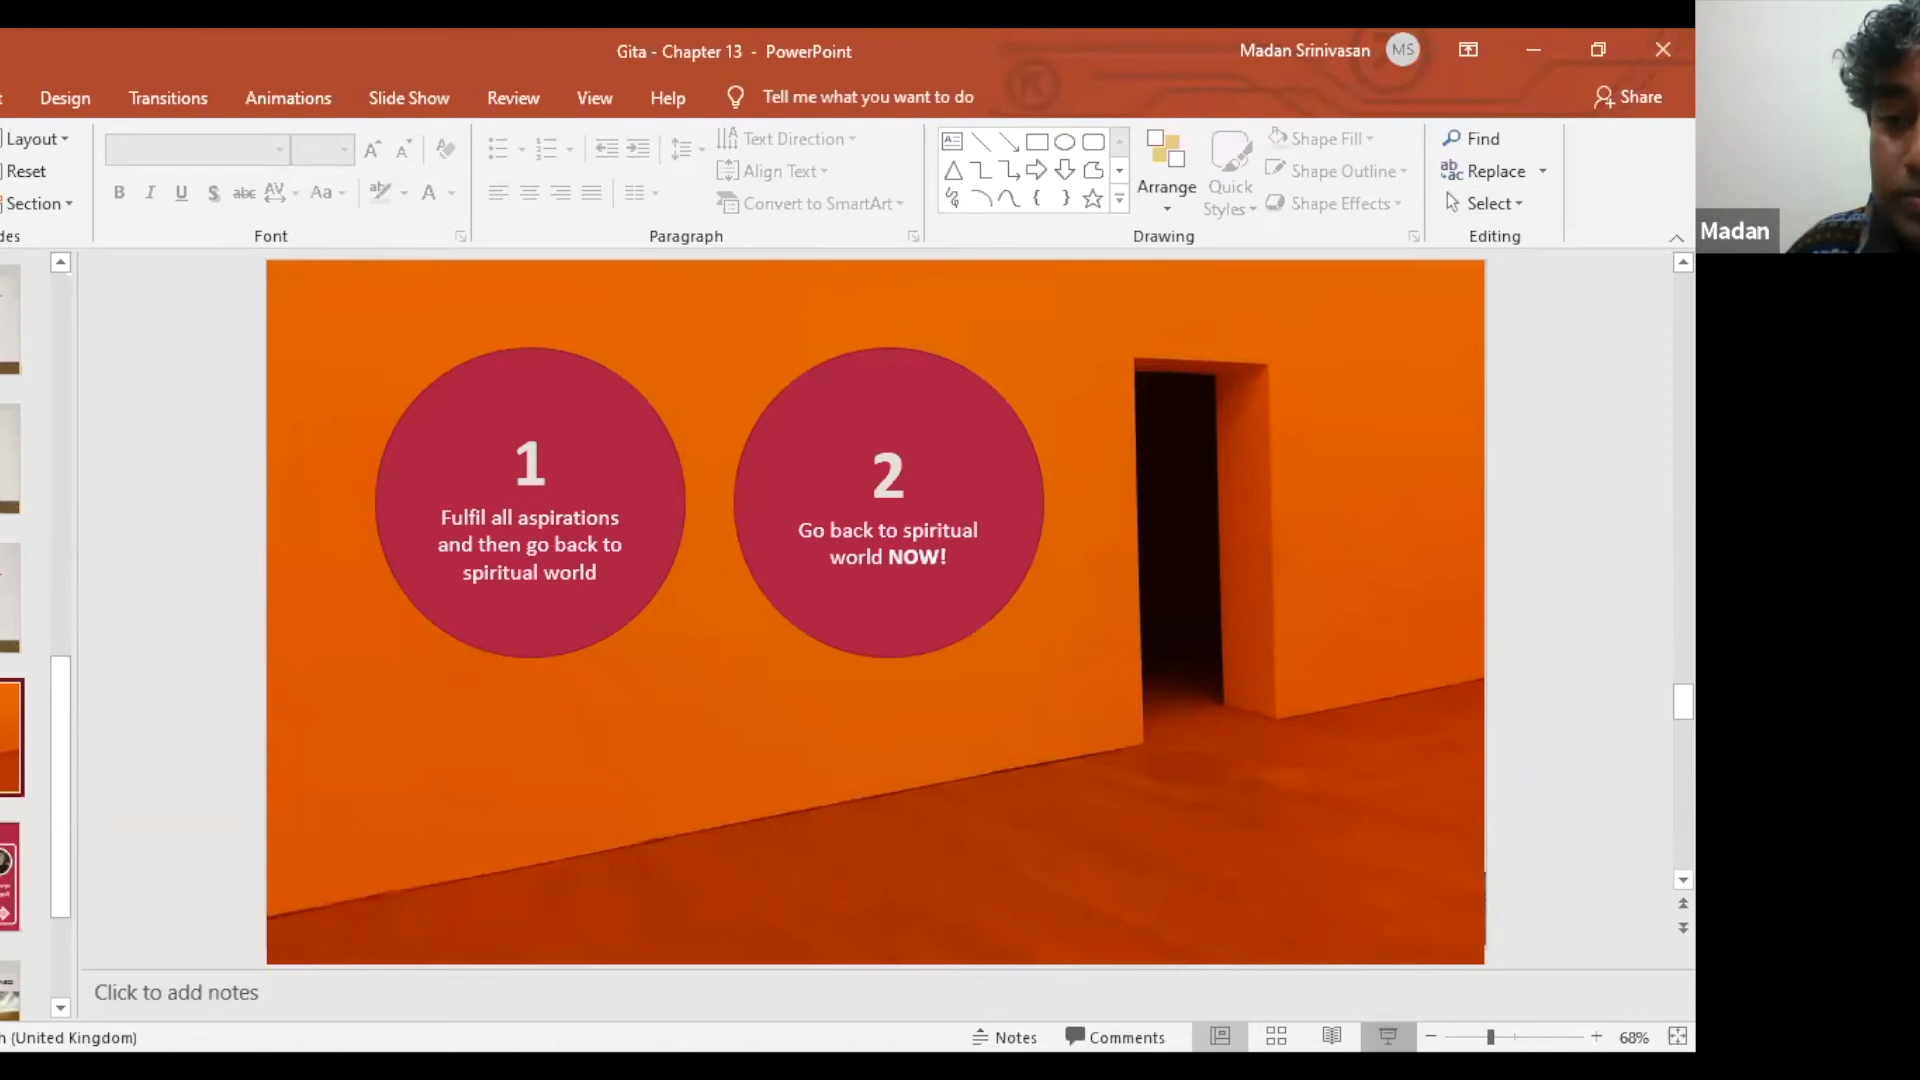 Gita - Chapter 13 - PowerPoint
Madan Srinivasan MS
Design Transitions Animations Slide Show Review View Help Tell me what you want to do Share
Layout
Reset
Section
Font
B I U S abc AV Aa A
Paragraph
Text Direction
Align Text
Convert to SmartArt
Drawing
Arrange
Quick
Styles
Shape Fill
Shape Outline
Shape Effects
Editing
Find
Replace
Select
Madan
1
Fulfil all aspirations
and then go back to
spiritual world
2
Go back to spiritual
world NOW!
Click to add notes
(United Kingdom)
Notes Comments 68%